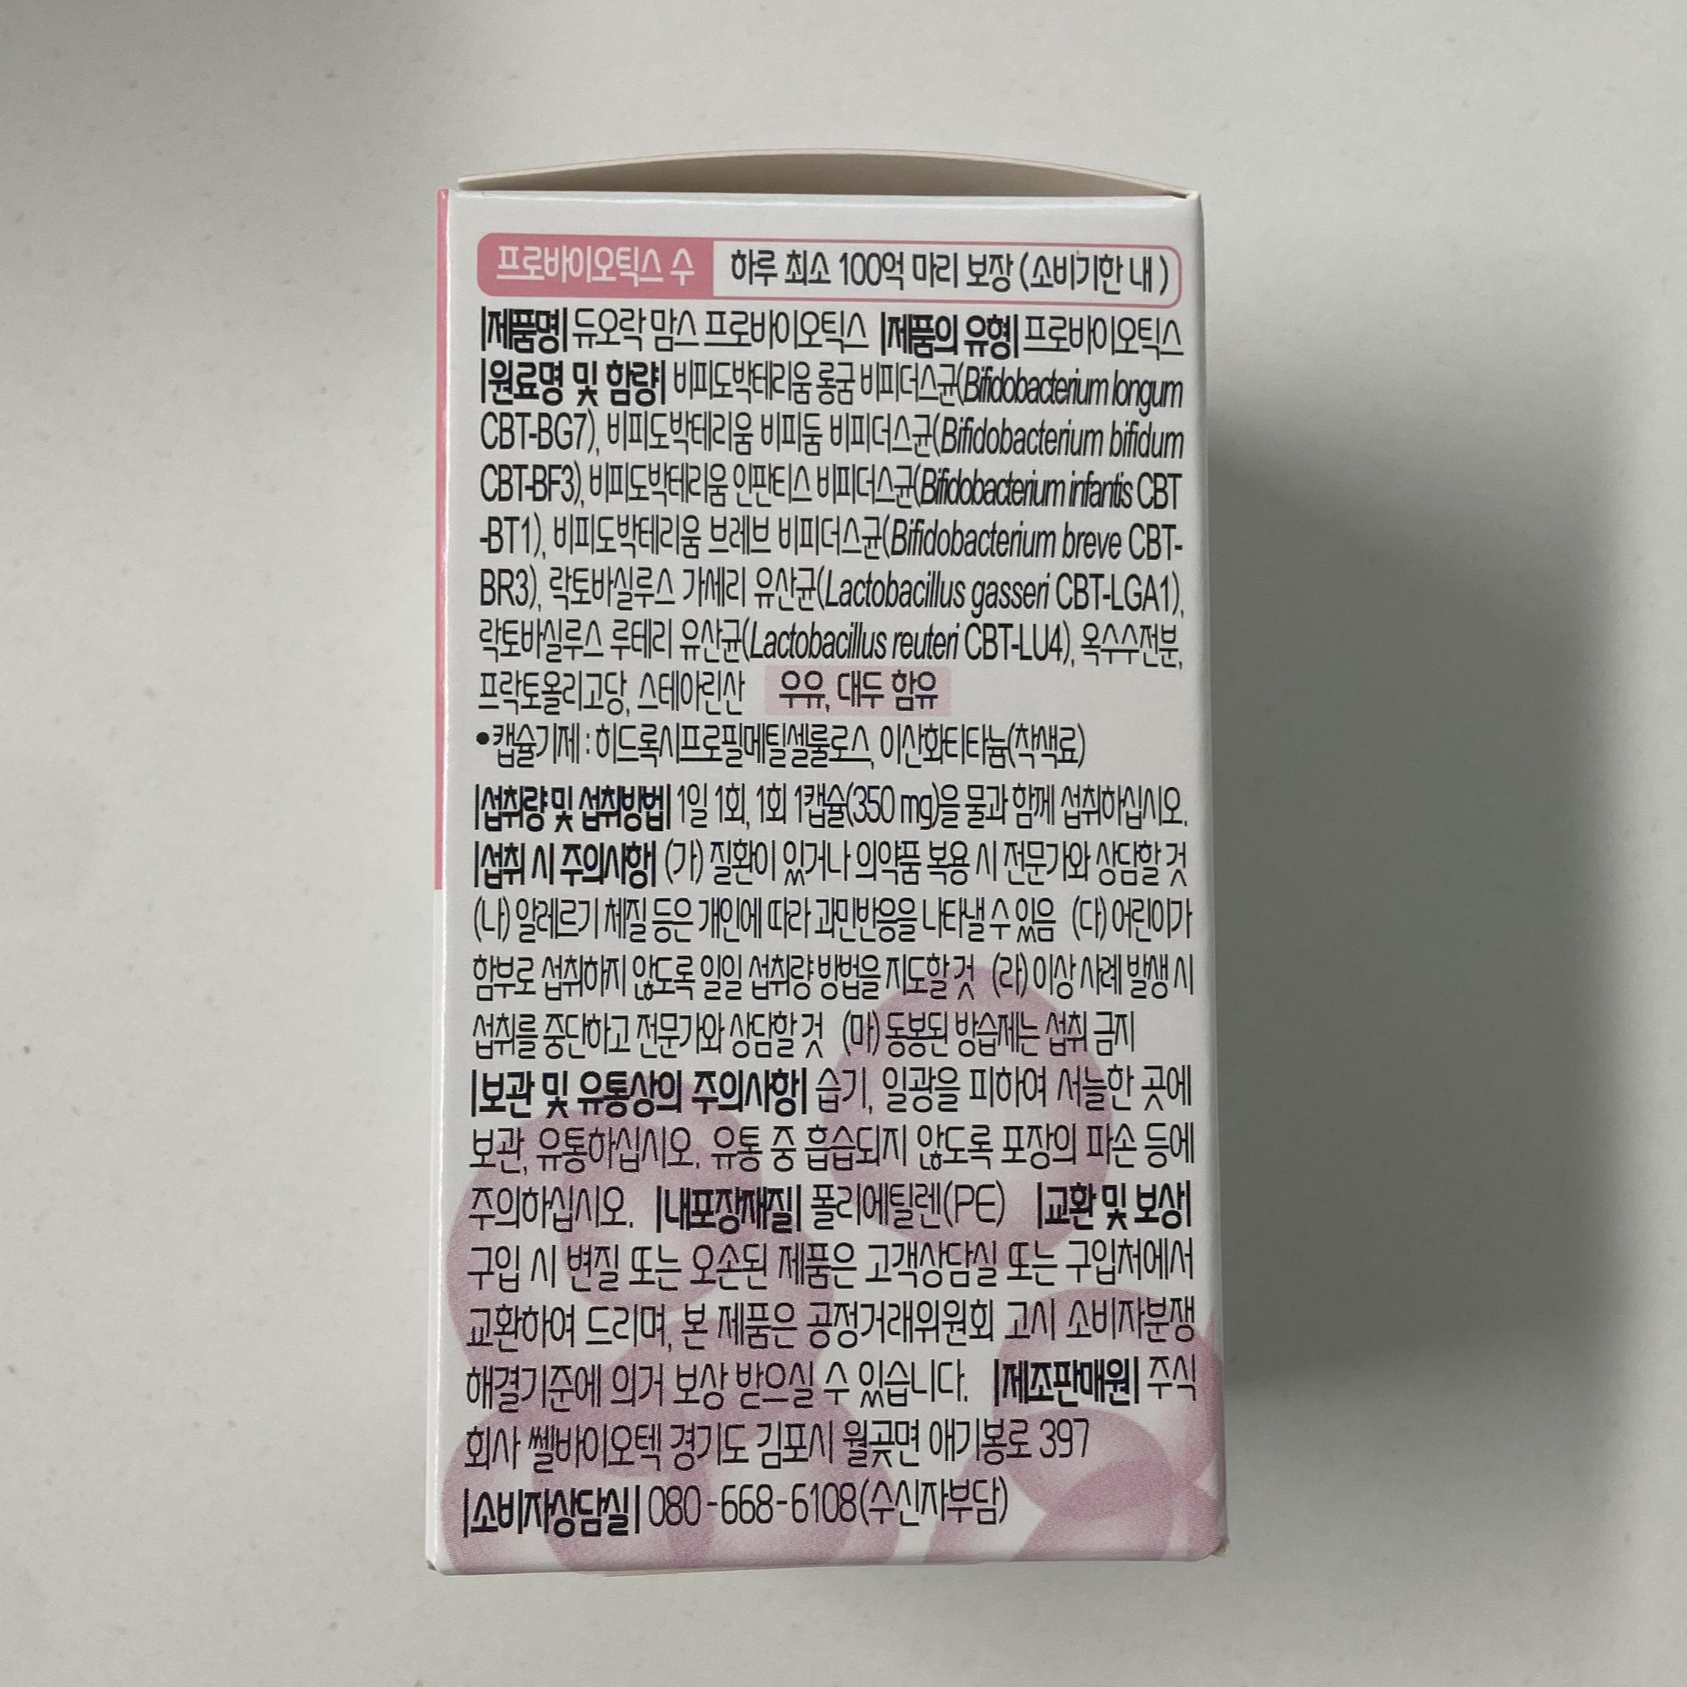 프로바이오틱스 수 하루 최소 100억 마리 보장 (소비기한 내)
|제품명| 듀오락 맘스 프로바이오틱스 |제품의 유형| 프로바이오틱스
|원료명 및 함량| 비피도박테리움 롱굼 비피더스균(Bifidobacterium longum
CBT-BG7), 비피도박테리움 비피둠 비피더스균(Bifidobacterium bifidum
CBT-BF3), 비피도박테리움 인판티스 비피더스균(Bifidobacterium infantis CBT
-BT1), 비피도박테리움 브레브 비피더스균(Bifidobacterium breve CBT-
BR3), 락토바실루스 가세리 유산균(Lactobacillus gasseri CBT-LGA1),
락토바실루스 루테리 유산균(Lactobacillus reuteri CBT-LU4), 옥수수전분,
프락토올리고당, 스테아린산 우유, 대두 함유
•캡슐기제 : 히드록시프로필메틸셀룰로스, 이산화티타늄(착색료)
|섭취량 및 섭취방법| 1일 1회, 1회 1캡슐(350 mg)을 물과 함께 섭취하십시오.
|섭취 시 주의사항| (가) 질환이 있거나 의약품 복용 시 전문가와 상담할 것
(나) 알레르기 체질 등은 개인에 따라 과민반응을 나타낼 수 있음 (다) 어린이가
함부로 섭취하지 않도록 일일 섭취량 방법을 지도할 것 (라) 이상 사례 발생 시
섭취를 중단하고 전문가와 상담할 것 (마) 동봉된 방습제는 섭취 금지
|보관 및 유통상의 주의사항| 습기, 일광을 피하여 서늘한 곳에
보관, 유통하십시오. 유통 중 흡습되지 않도록 포장의 파손 등에
주의하십시오. |내포장재질| 폴리에틸렌(PE) |교환 및 보상|
구입 시 변질 또는 오손된 제품은 고객상담실 또는 구입처에서
교환하여 드리며, 본 제품은 공정거래위원회 고시 소비자분쟁
해결기준에 의거 보상 받으실 수 있습니다. |제조판매원| 주식
회사 쎌바이오텍 경기도 김포시 월곶면 애기봉로 397
|소비자상담실| 080-668-6108(수신자부담)